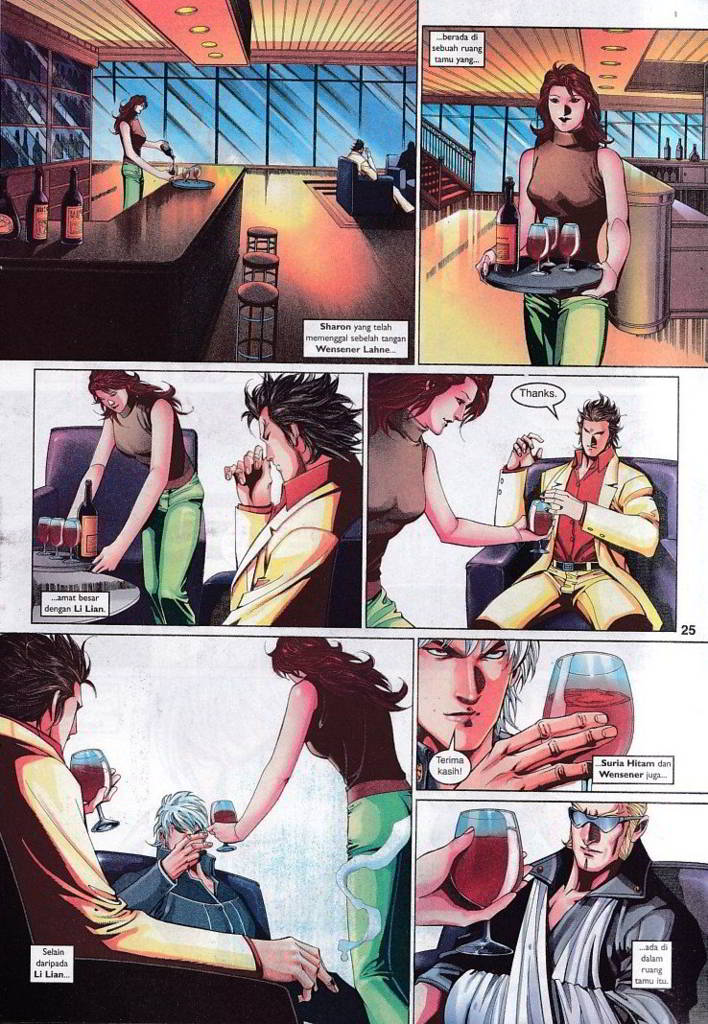 Sharon yang telah
memenggal sebelah tangan
Wensener Lahne...
...berada di
sebuah ruang
tamu yang...
...amat besar
dengan Li Lian.
Thanks.
25
Selain
daripada
Li Lian...
Terima
kasih!
...Suria Hitam dan
Wensener juga...
...ada di
dalam
ruang
tamu itu.